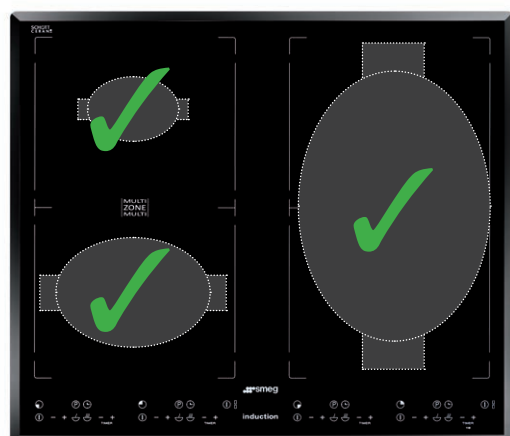 SCHOTT
CERAN®
MULTI
ZONE
MULTI
smeg
induction
P
P
P
P
TIMER
TIMER
TIMER
TIMER